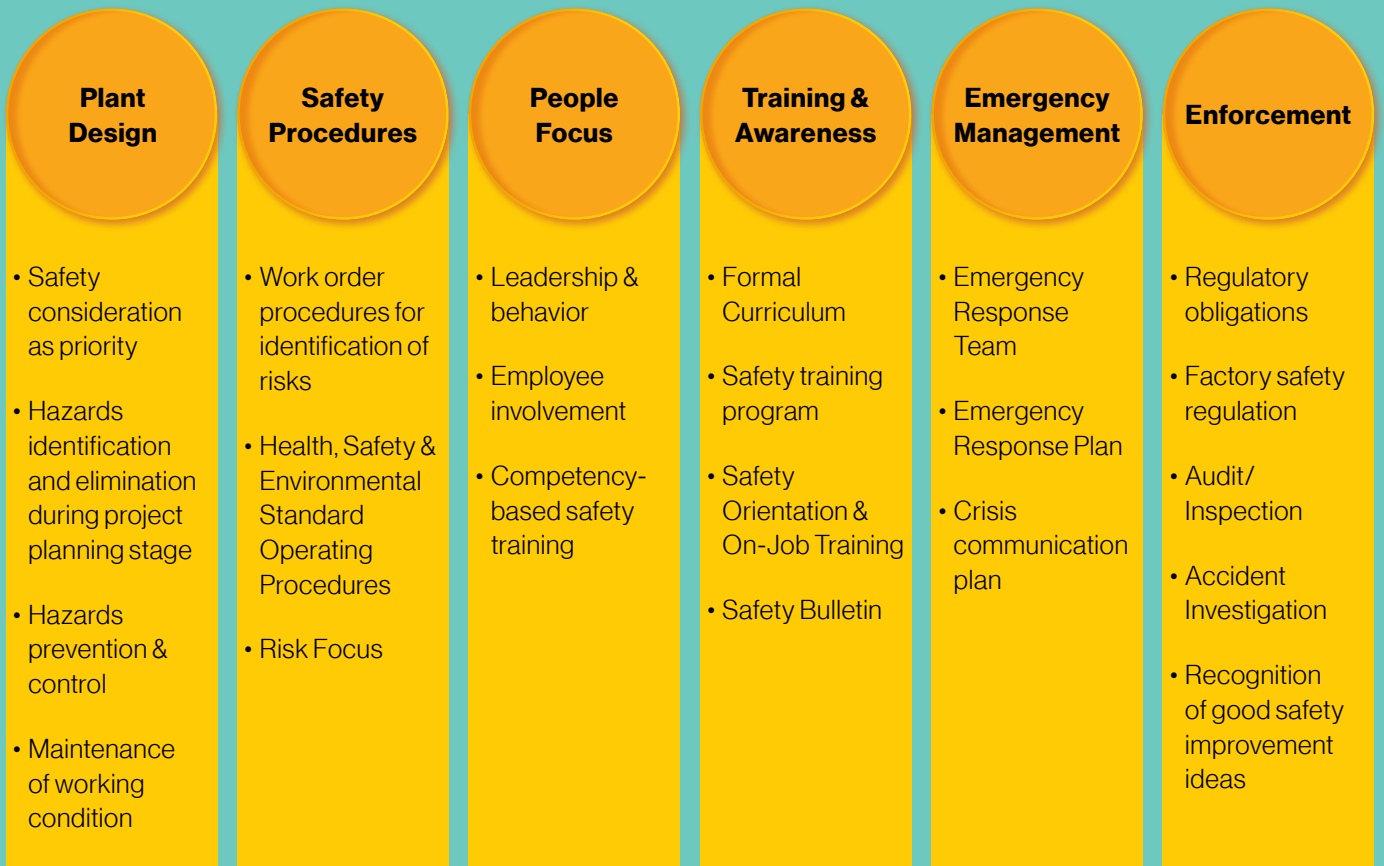 Plant
Design
• Safety
consideration
as priority
• Hazards
identification
and elimination
during project
planning stage
• Hazards
prevention &
control
• Maintenance
of working
condition
Safety
Procedures
• Work order
procedures for
identification of
risks
• Health, Safety &
Environmental
Standard
Operating
Procedures
• Risk Focus
People
Focus
• Leadership &
behavior
• Employee
involvement
• Competency-
based safety
training
Training &
Awareness
• Formal
Curriculum
• Safety training
program
• Safety
Orientation &
On-Job Training
• Safety Bulletin
Emergency
Management
• Emergency
Response
Team
• Emergency
Response Plan
• Crisis
communication
plan
Enforcement
• Regulatory
obligations
• Factory safety
regulation
• Audit/
Inspection
• Accident
Investigation
• Recognition
of good safety
improvement
ideas